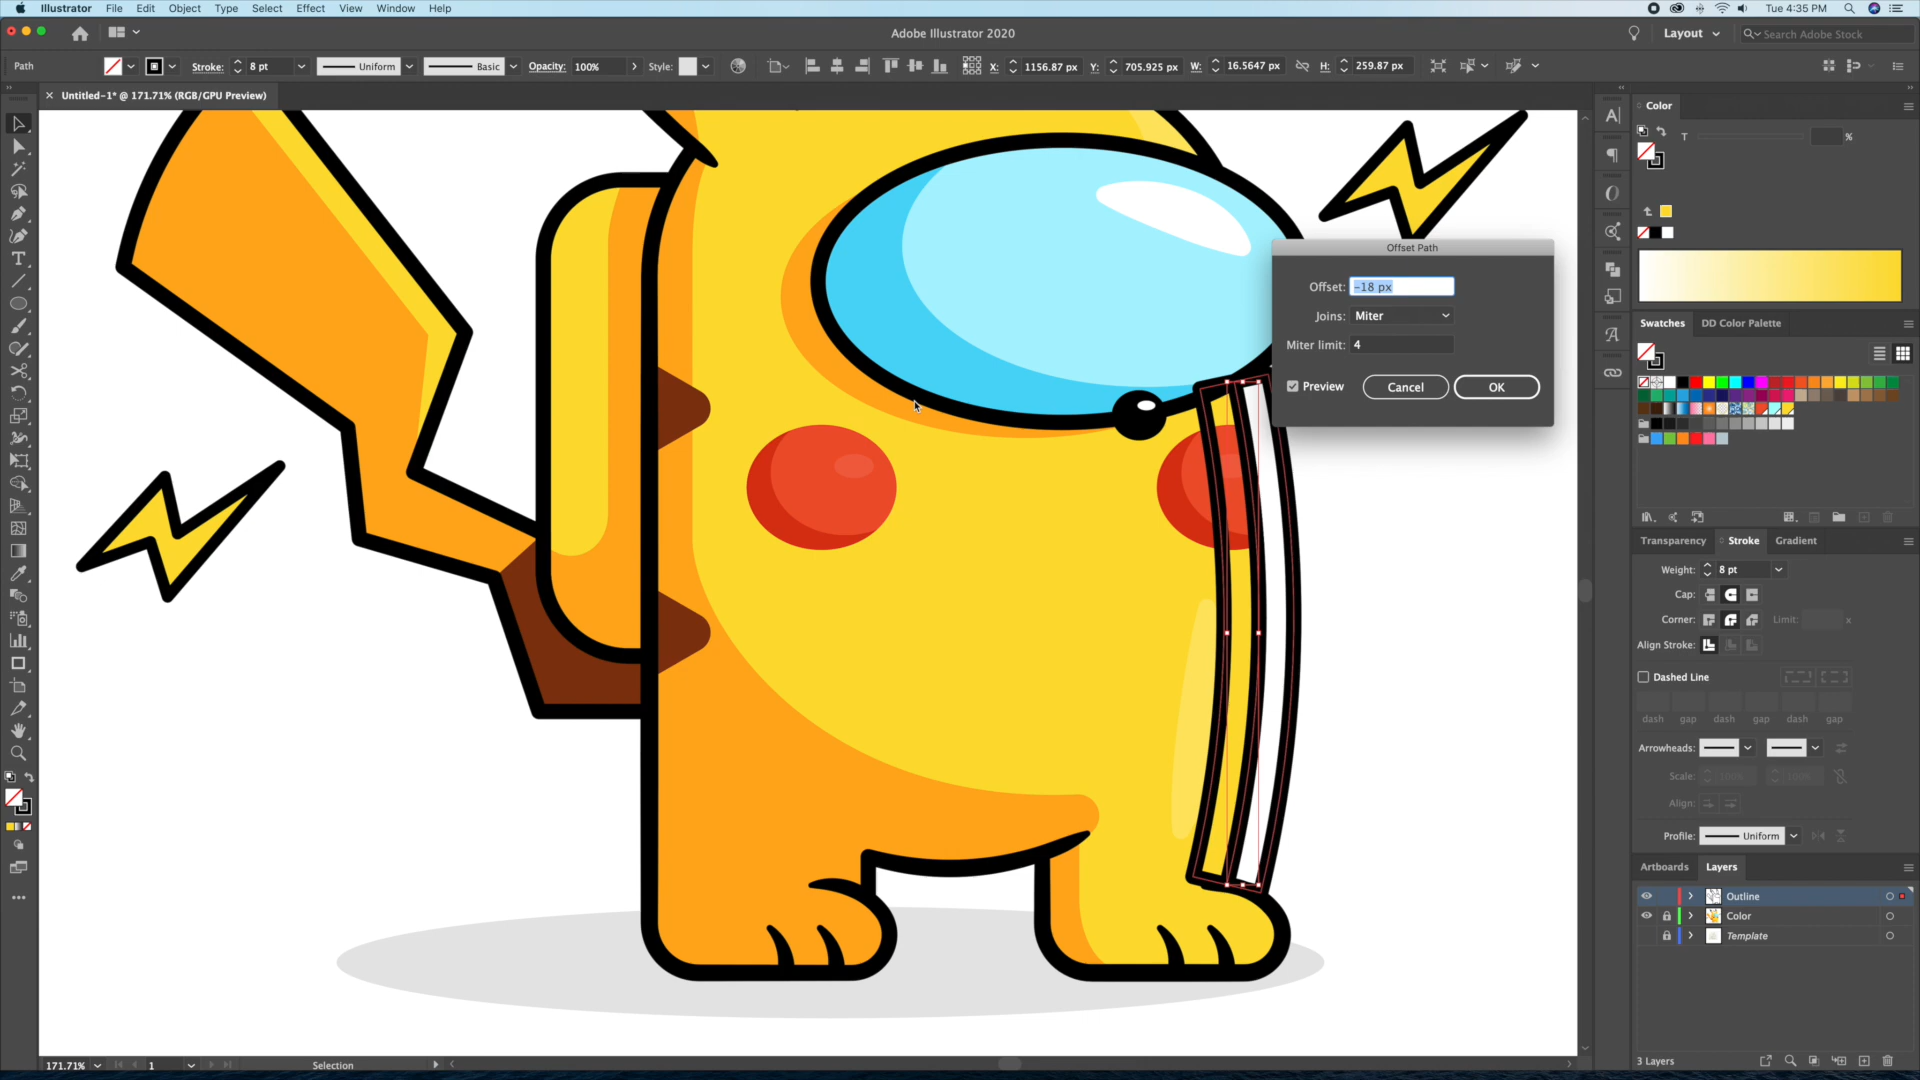 Illustrator File Edit Object Type Select Effect View Window Help
Tue 4:35 PM
Adobe Illustrator 2020
Layout
Search Adobe Stock
Path
Stroke: 8 pt
Uniform
Basic
Opacity: 100%
Style:
X: 1156.87 px
Y: 705.925 px
W: 16.5647 px
H: 259.87 px
Untitled-1* @ 171.71% (RGB/GPU Preview)
Color
T %
Offset Path
Offset: -18 px
Joins: Miter
Miter limit: 4
Preview Cancel OK
Swatches DD Color Palette
Transparency Stroke Gradient
Weight: 8 pt
Cap:
Corner: Limit: x
Align Stroke:
Dashed Line
dash gap dash gap dash gap
Arrowheads:
Scale: 100% 100%
Align:
Profile: Uniform
Artboards Layers
Outline
Color
Template
3 Layers
171.71% 1 Selection